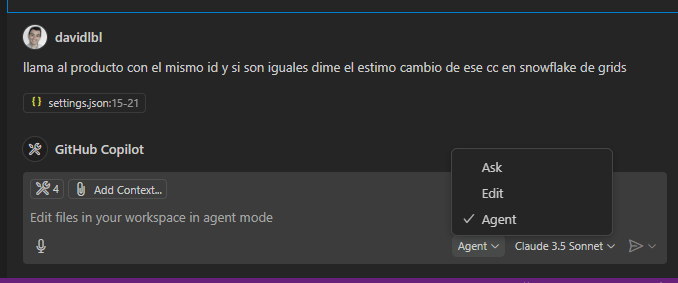 davidlbl
llama al producto con el mismo id y si son iguales dime el estimo cambio de ese cc en snowflake de grids
{} settings.json:15-21
GitHub Copilot
Ask
4 Add Context...
Edit
Edit files in your workspace in agent mode
Agent
Agent Claude 3.5 Sonnet